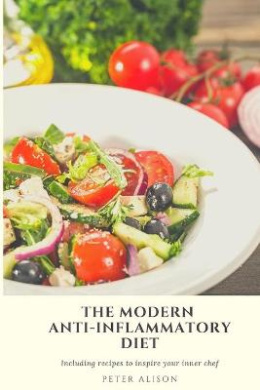 THE MODERN
ANTI-INFLAMMATORY
DIET
Including recipes to inspire your inner chef
PETER ALISON